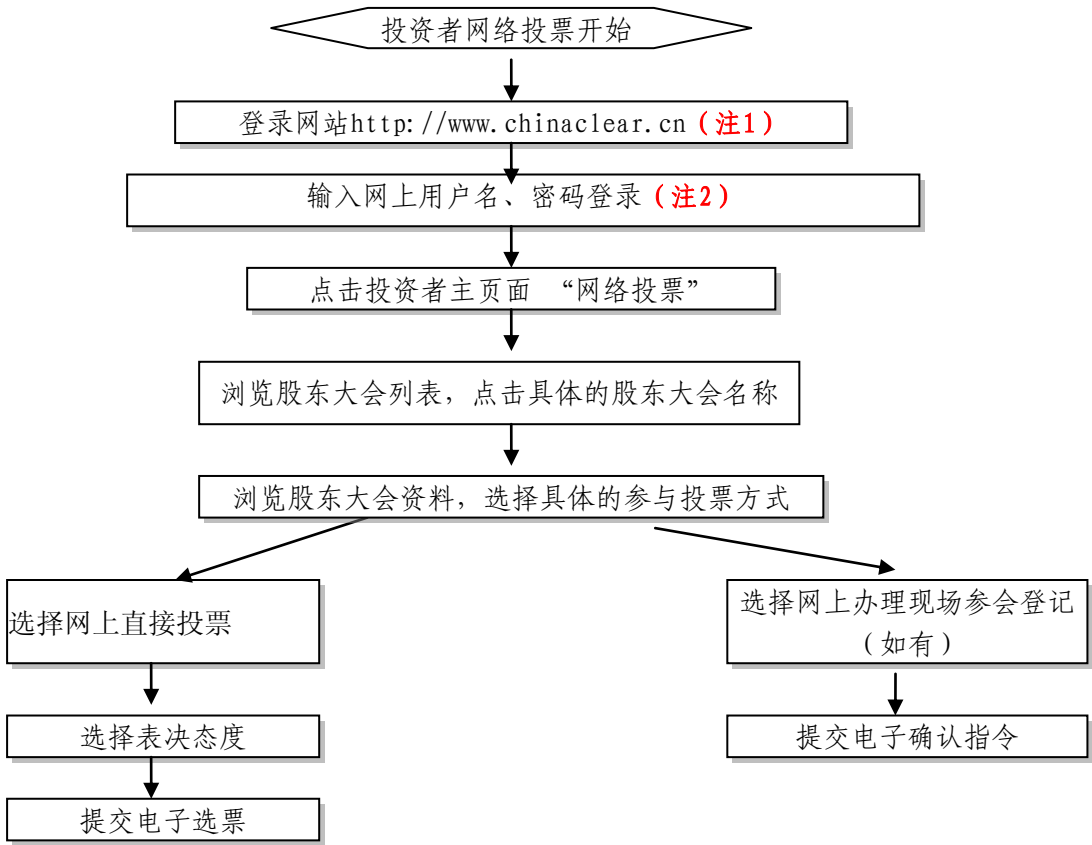 投资者网络投票开始
登录网站http://www.chinaclear.cn（注1）
输入网上用户名、密码登录（注2）
点击投资者主页面 “网络投票”
浏览股东大会列表，点击具体的股东大会名称
浏览股东大会资料，选择具体的参与投票方式
选择网上直接投票
选择表决态度
提交电子选票
选择网上办理现场参会登记
（如有）
提交电子确认指令